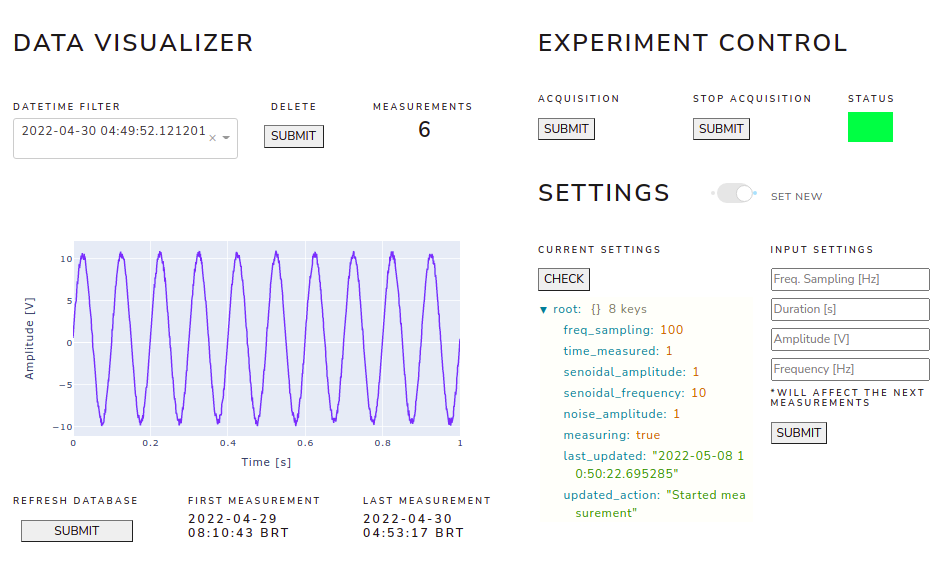 DATA VISUALIZER
EXPERIMENT CONTROL
DATETIME FILTER
DELETE
MEASUREMENTS
2022-04-30 04:49:52.121201 ×
SUBMIT
6
ACQUISITION
STOP ACQUISITION
STATUS
SUBMIT
SUBMIT
SETTINGS
SET NEW
10
5
0
−5
−10
Amplitude [V]
0
0.2
0.4
0.6
0.8
1
Time [s]
CURRENT SETTINGS
CHECK
▼ root: {} 8 keys
freq_sampling: 100
time_measured: 1
senoidal_amplitude: 1
senoidal_frequency: 10
noise_amplitude: 1
measuring: true
last_updated: "2022-05-08 1
0:50:22.695285"
updated_action: "Started mea
surement"
INPUT SETTINGS
Freq. Sampling [Hz]
Duration [s]
Amplitude [V]
Frequency [Hz]
*WILL AFFECT THE NEXT
MEASUREMENTS
SUBMIT
REFRESH DATABASE
SUBMIT
FIRST MEASUREMENT
2022-04-29
08:10:43 BRT
LAST MEASUREMENT
2022-04-30
04:53:17 BRT